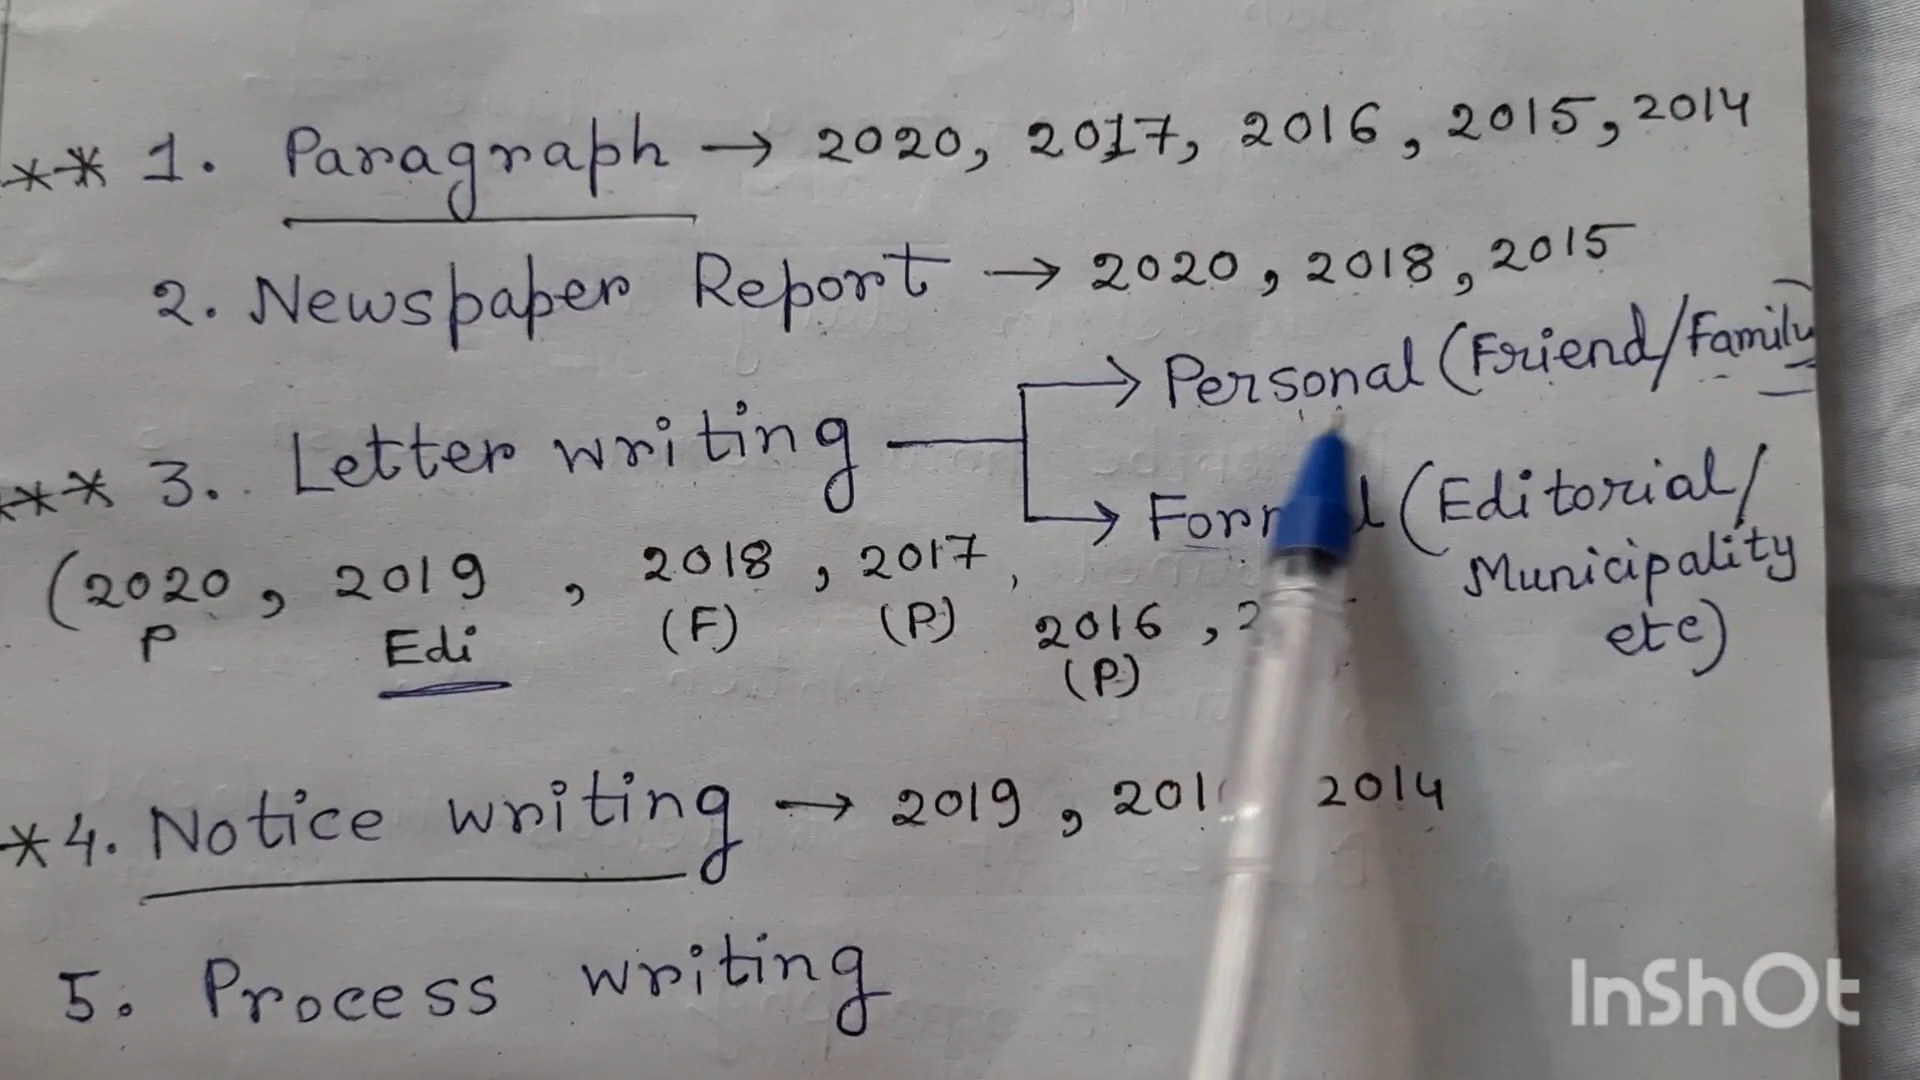 ** 1. Paragraph → 2020, 2017, 2016, 2015, 2014
2. Newspaper Report → 2020, 2018, 2015
→ Personal (Friend/Family)
** 3. Letter writing
→ (Editorial/
Municipality
etc)
(2020, 2019, 2018, 2017,
P Edi (F) (P)
2016,
(P)
*4. Notice writing → 2019, 2014
5. Process writing
InShOt